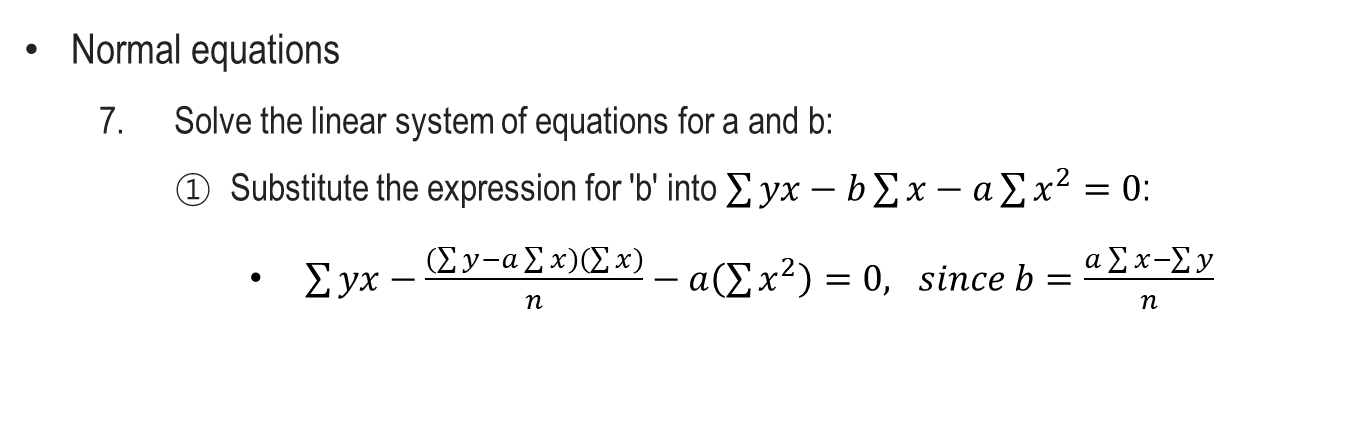 • Normal equations
7. Solve the linear system of equations for a and b:
① Substitute the expression for 'b' into ∑ yx − b ∑ x − a ∑ x² = 0:
• ∑ yx − (∑ y−a ∑ x)(∑ x)/n − a(∑ x²) = 0, since b = a ∑ x−∑ y/n